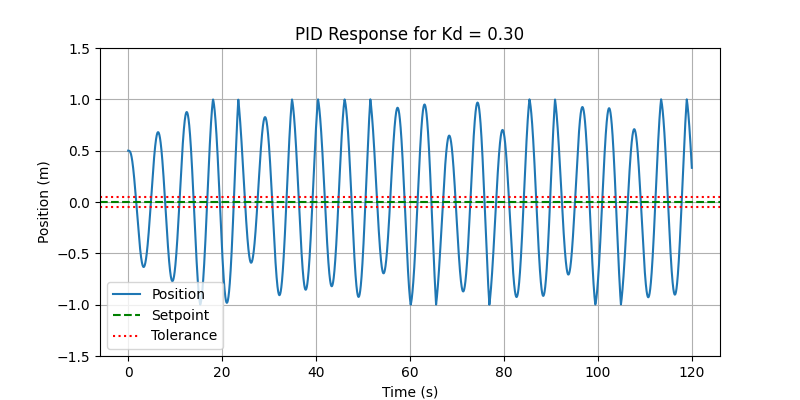 PID Response for Kd = 0.30
1.5
1.0
0.5
0.0
−0.5
−1.0
−1.5
Position (m)
Position
Setpoint
Tolerance
0 20 40 60 80 100 120
Time (s)